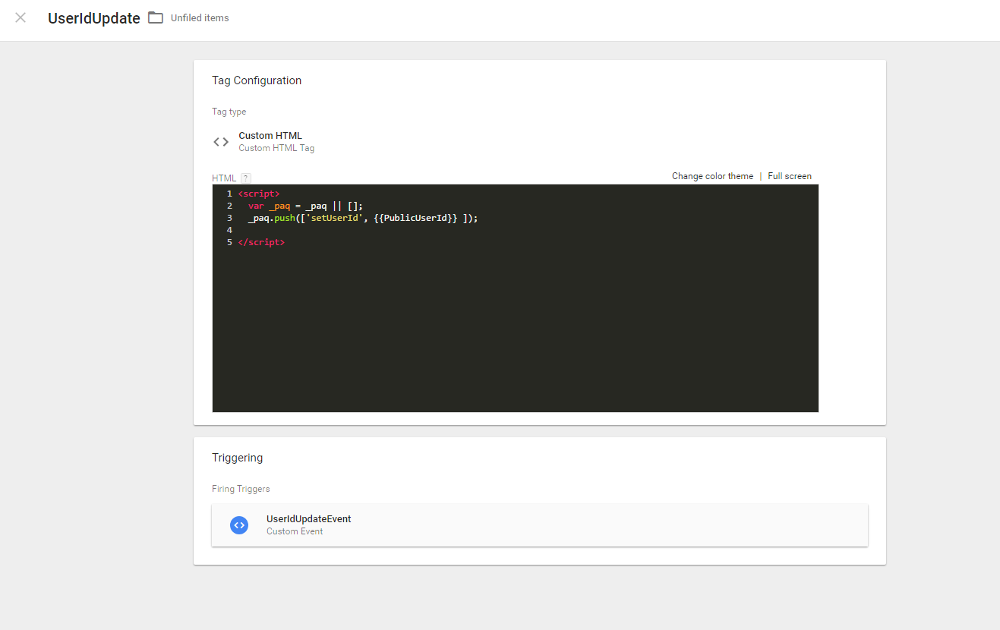 UserIdUpdate Unfiled items
Tag Configuration
Tag type
Custom HTML
Custom HTML Tag
HTML ? Change color theme | Full screen
1 <script>
2 var _paq = _paq || [];
3 _paq.push(['setUserId', {{PublicUserId}} ]);
4
5 </script>
Triggering
Firing Triggers
UserIdUpdateEvent
Custom Event